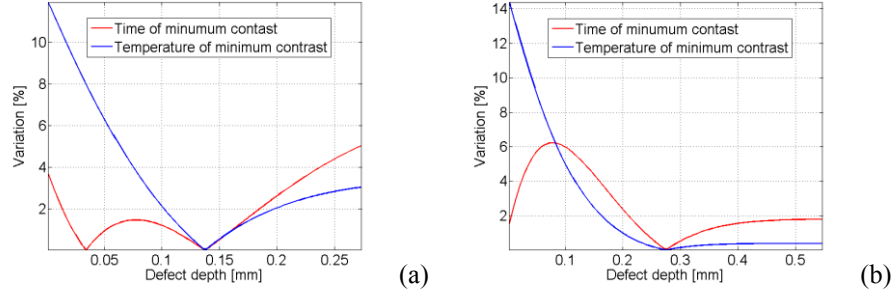 Time of minumum contast
Temperature of minimum contrast
Variation [%]
10
8
6
4
2
0.05
0.1
0.15
0.2
0.25
Defect depth [mm]
(a)
Time of minumum contrast
Temperature of minimum contrast
Variation [%]
14
12
10
8
6
4
2
0.1
0.2
0.3
0.4
0.5
Defect depth [mm]
(b)